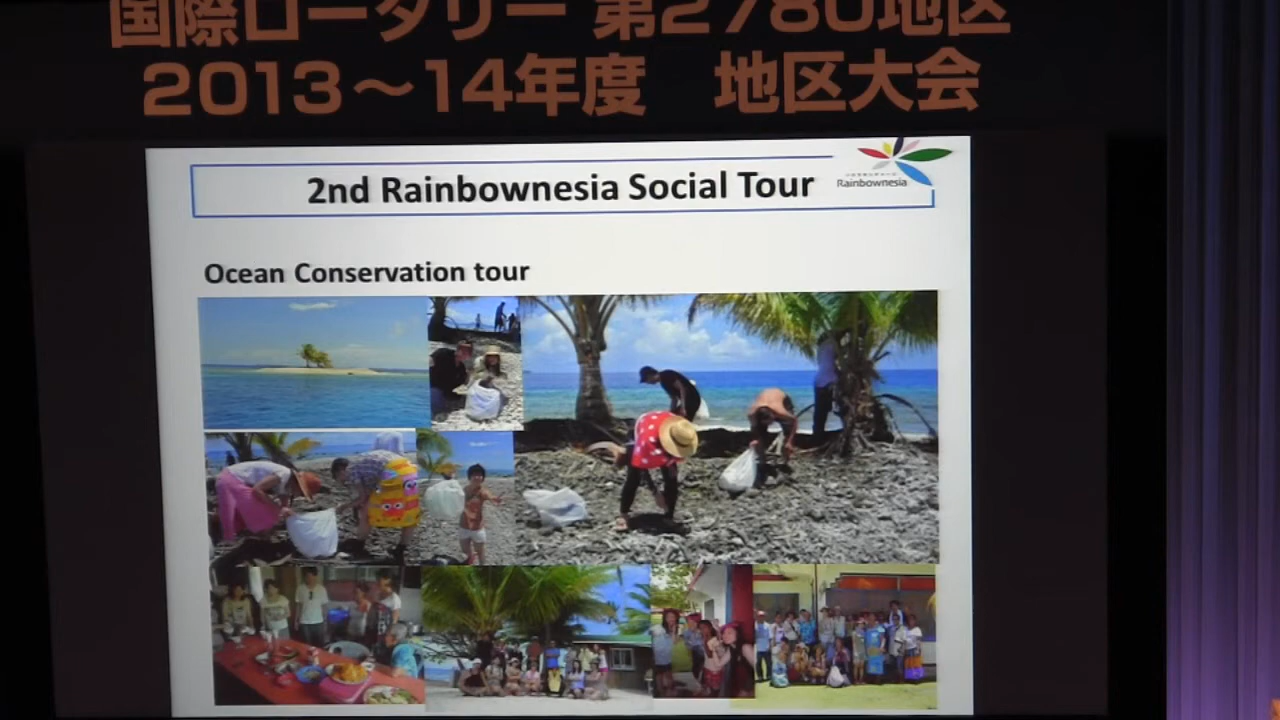 国際ロータリー 第2780地区
2013～14年度　地区大会
2nd Rainbownesia Social Tour
Rainbownesia
Ocean Conservation tour